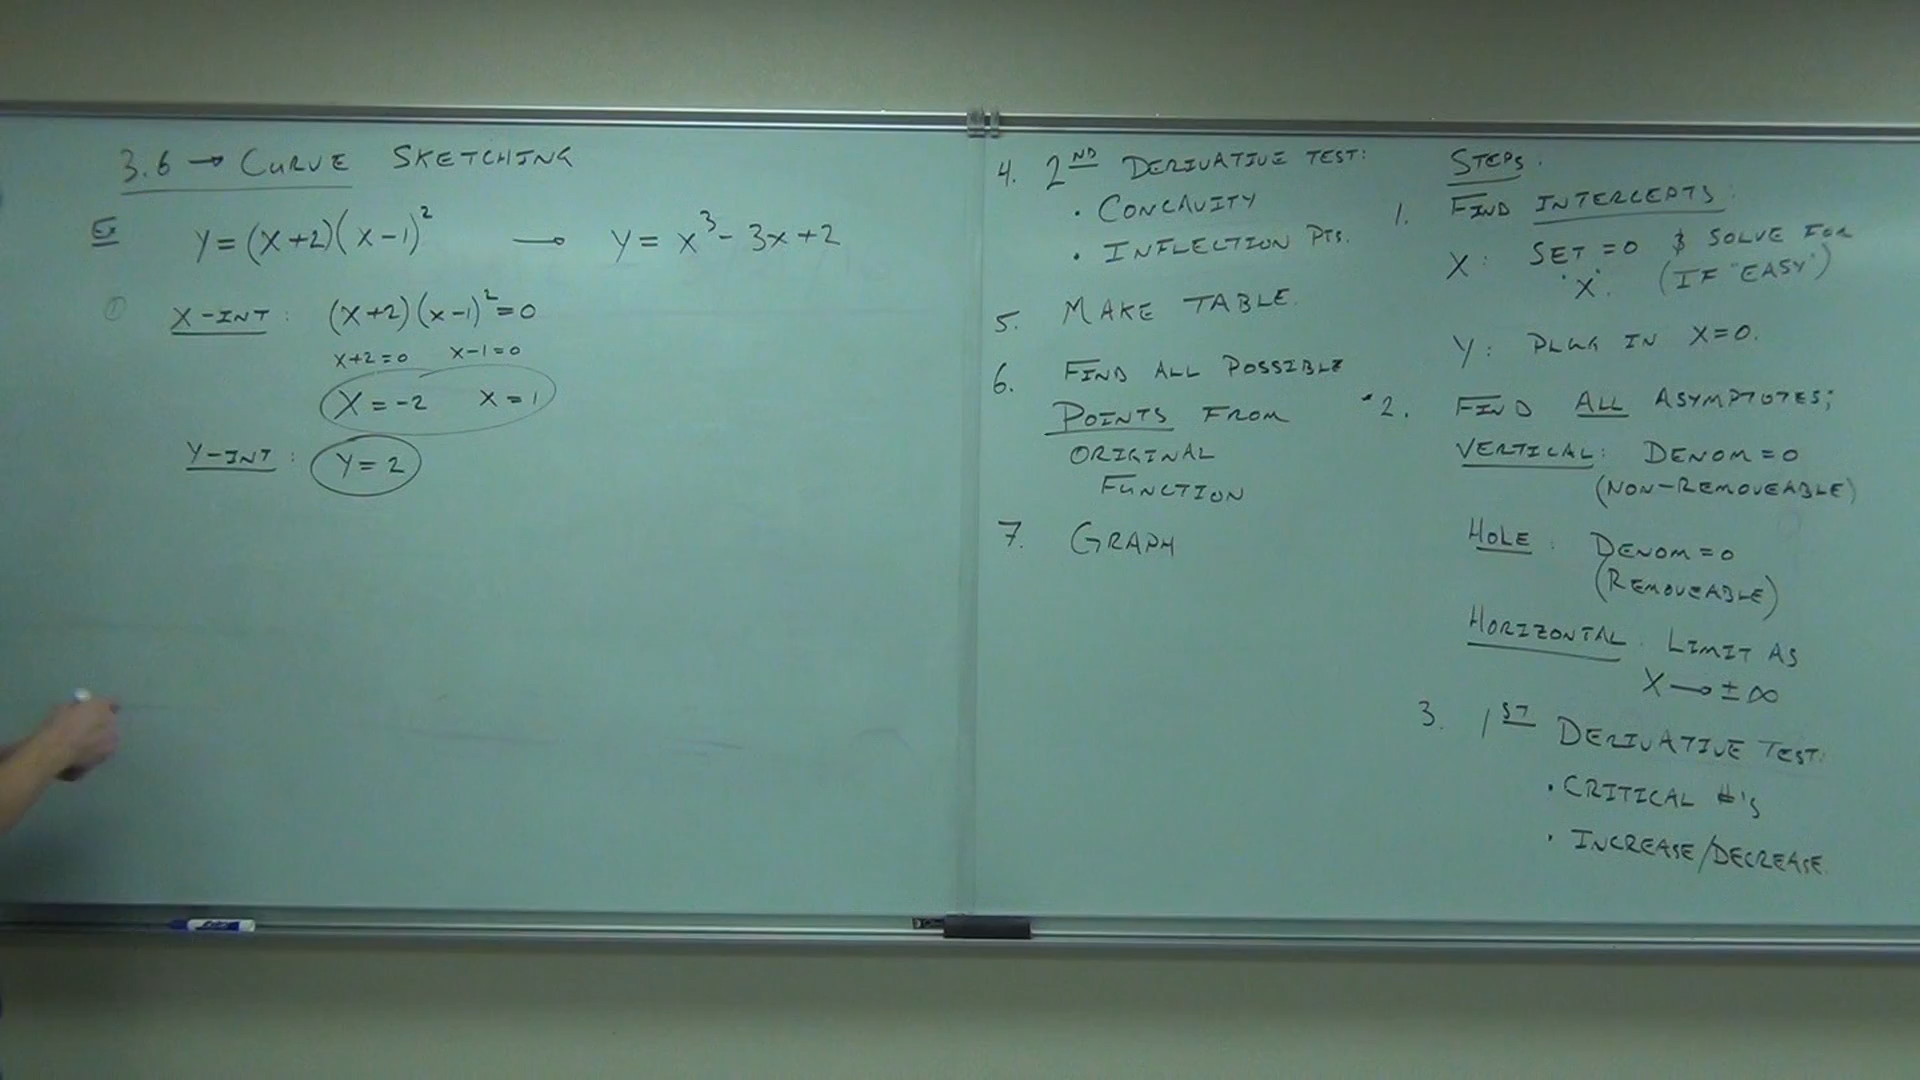 3.6 → CURVE SKETCHING
Ex y=(x+2)(x-1)² → y= x³- 3x+2
① X-INT: (x+2)(x-1)²=0
x+2=0 x-1=0
x=-2 x=1
Y-INT: y=2
4. 2ND DERIVATIVE TEST:
• CONCAVITY
• INFLECTION PTS.
5. MAKE TABLE.
6. FIND ALL POSSIBLE
POINTS FROM
ORIGINAL
FUNCTION
7. GRAPH
STEPS.
1. FIND INTERCEPTS:
X: SET =0 & SOLVE FOR
"X". (IF "EASY")
Y: PLUG IN X=0.
2. FIND ALL ASYMPTOTES;
VERTICAL: DENOM=0
(NON-REMOVEABLE)
HOLE: DENOM=0
(REMOVEABLE)
HORIZONTAL. LIMIT AS
X→±∞
3. 1ST DERIVATIVE TEST:
• CRITICAL #'S
• INCREASE/DECREASE.